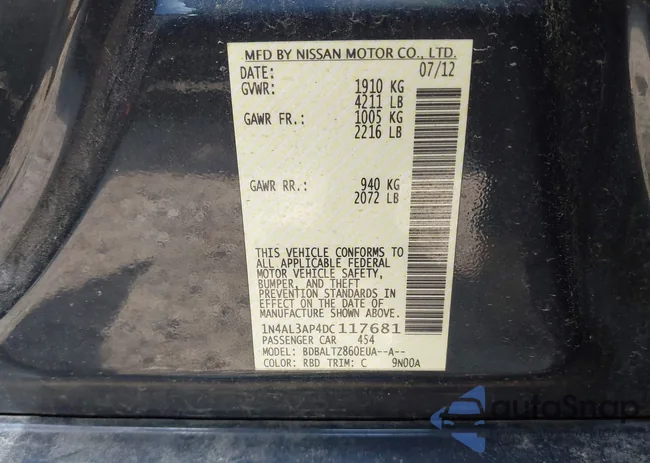 MFD BY NISSAN MOTOR CO., LTD.
DATE: 07/12
GVWR: 1910 KG
4211 LB
GAWR FR.: 1005 KG
2216 LB
GAWR RR.: 940 KG
2072 LB
THIS VEHICLE CONFORMS TO
ALL APPLICABLE FEDERAL
MOTOR VEHICLE SAFETY,
BUMPER, AND THEFT
PREVENTION STANDARDS IN
EFFECT ON THE DATE OF
MANUFACTURE SHOWN ABOVE.
1N4AL3AP4DC117681
PASSENGER CAR 454
MODEL: BDBALTZ860EUA--A--
COLOR: RBD TRIM: C 9N00A
autoSnap